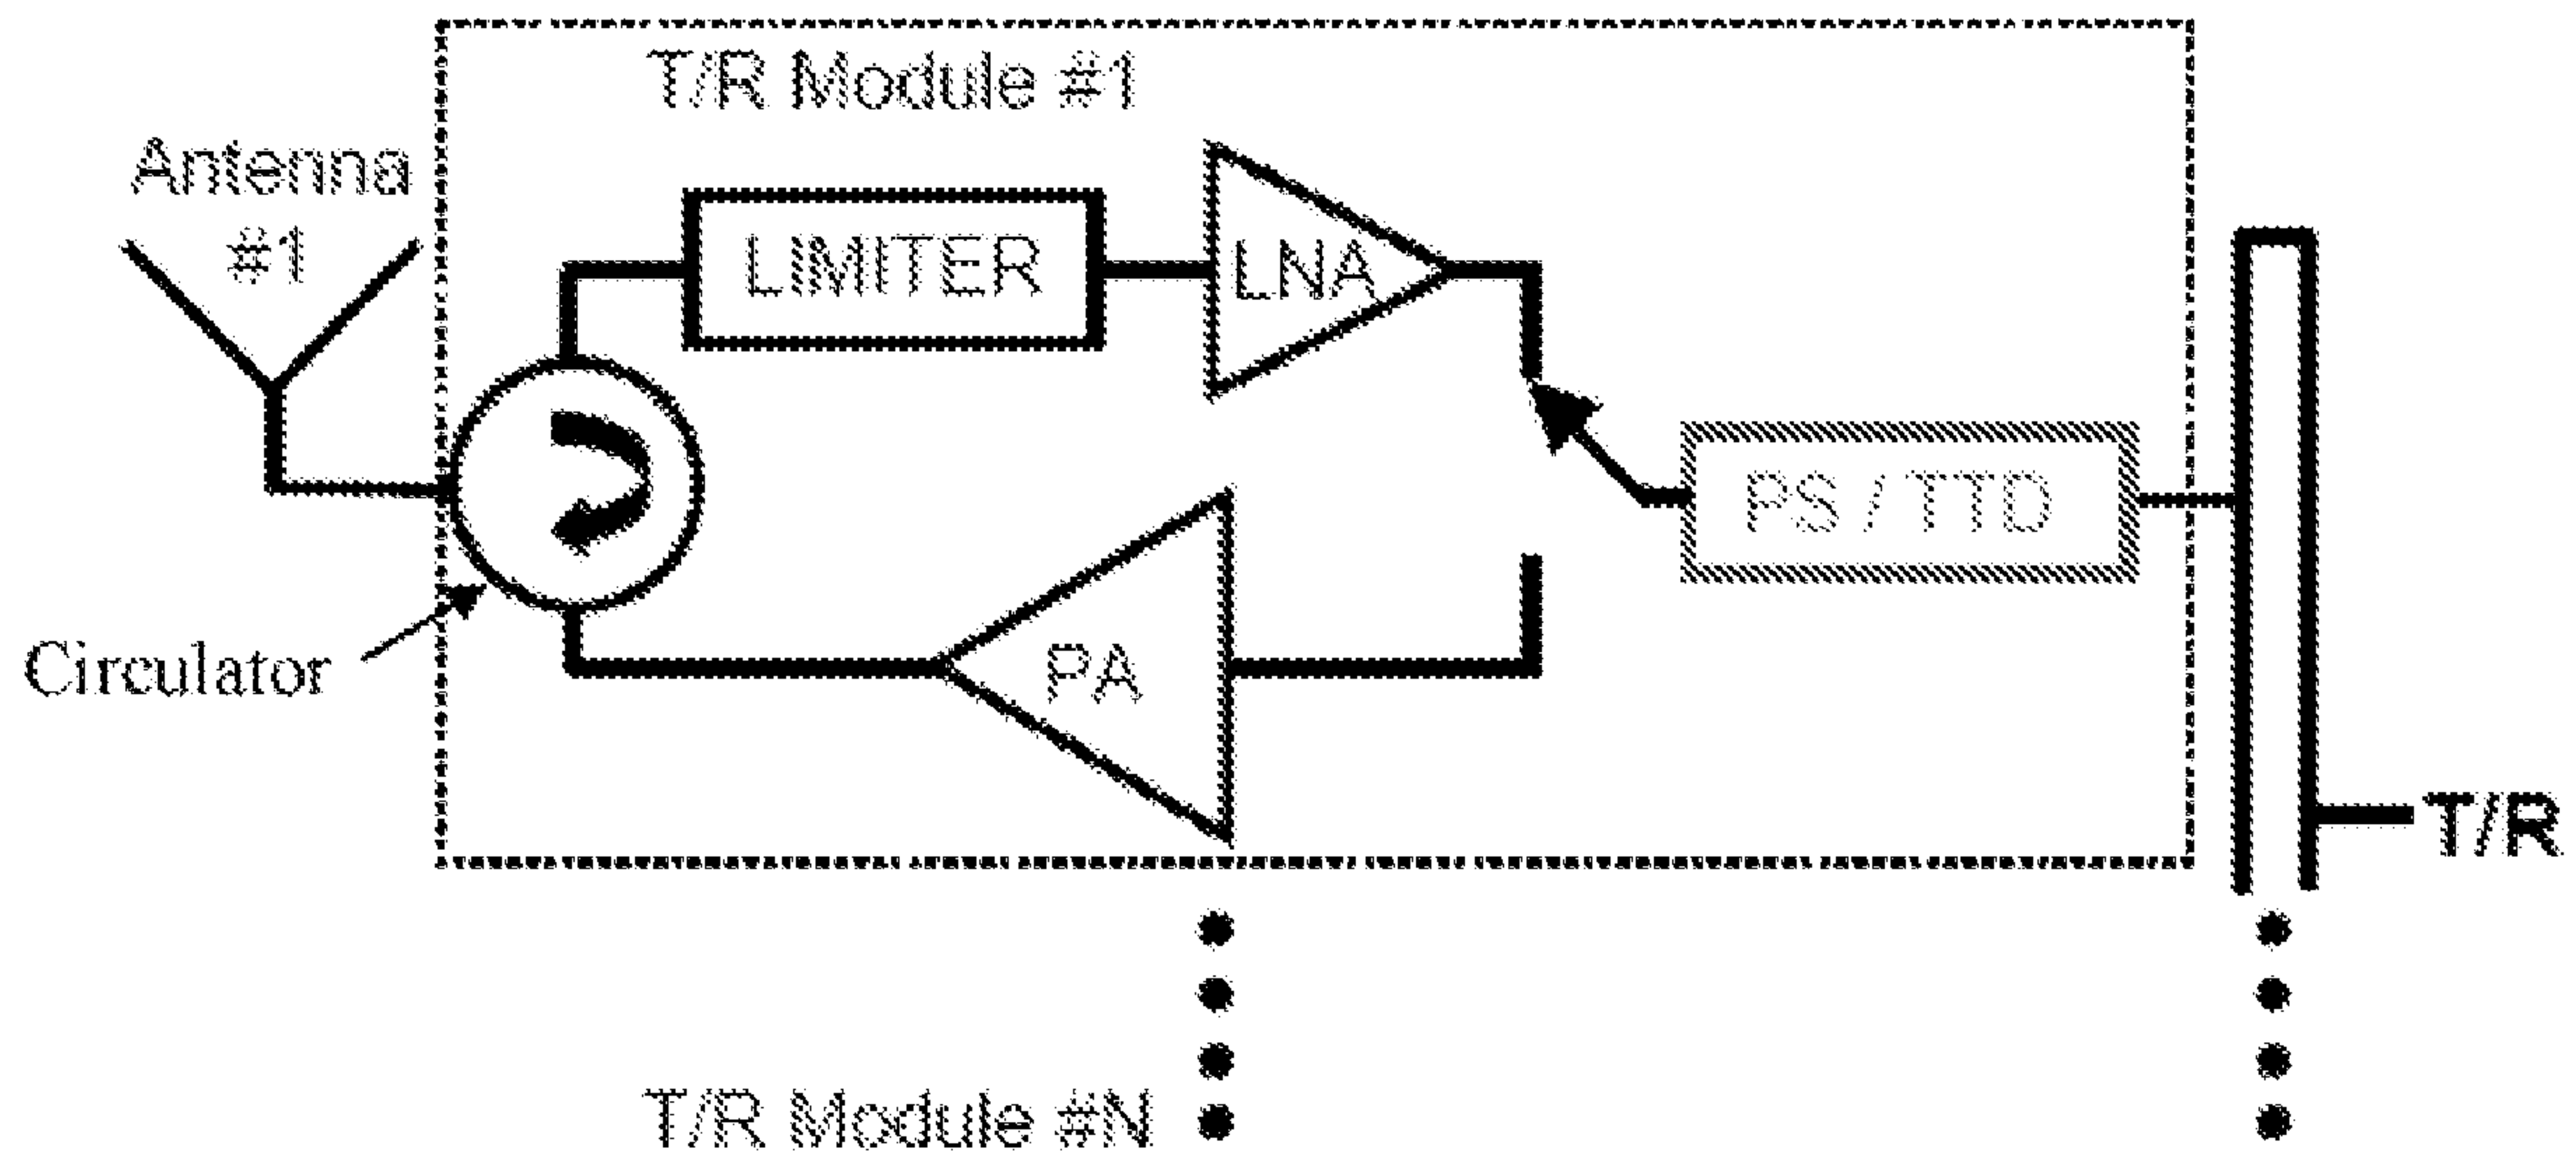 T/R Module #1
Antenna
#1
LIMITER
LNA
PS / TTD
Circulator
PA
T/R
T/R Module #N